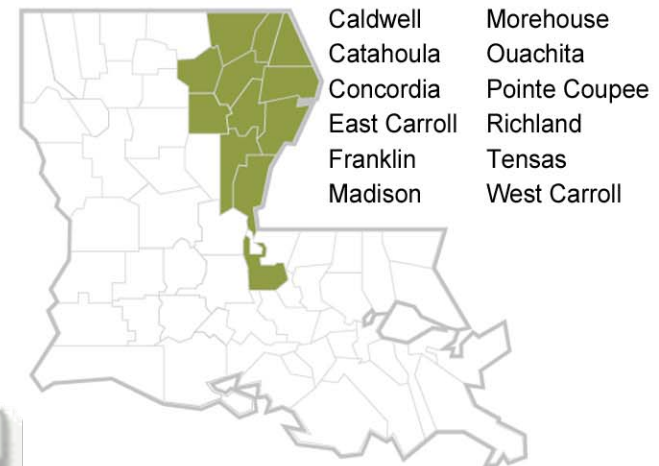 Caldwell Morehouse
Catahoula Ouachita
Concordia Pointe Coupee
East Carroll Richland
Franklin Tensas
Madison West Carroll